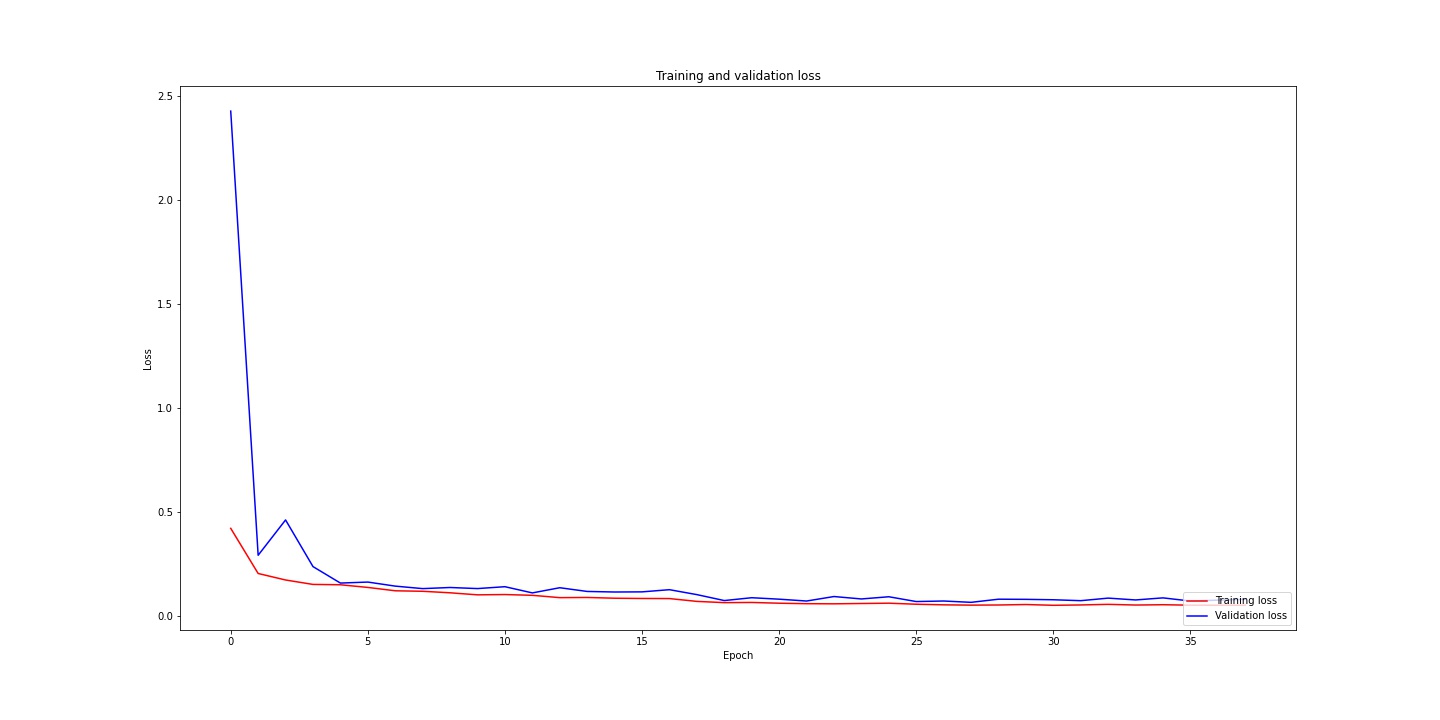 Training and validation loss
2.5
2.0
1.5
1.0
0.5
0.0
Loss
0 5 10 15 20 25 30 35
Epoch
Training loss
Validation loss